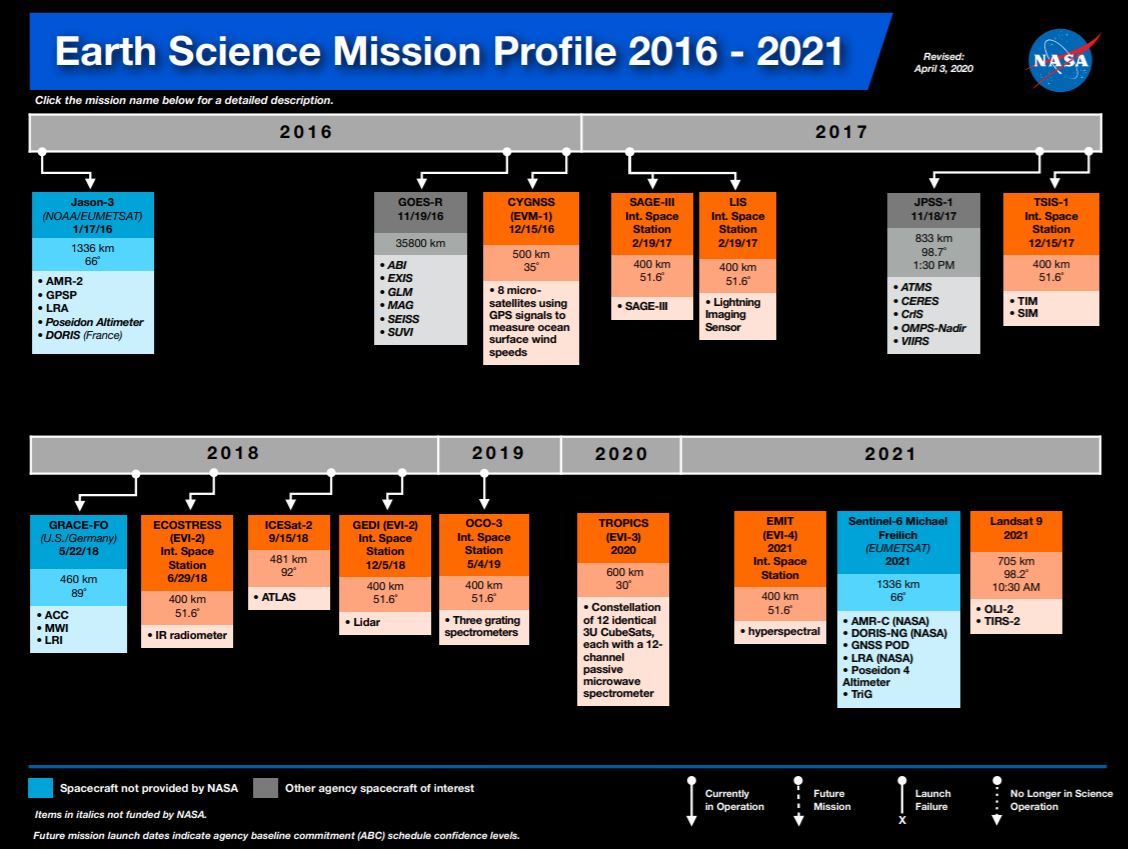 Earth Science Mission Profile 2016 - 2021
Revised:
April 3, 2020
NASA
Click the mission name below for a detailed description.
2016
2017
Jason-3
(NOAA/EUMETSAT)
1/17/16
1336 km
66°
• AMR-2
• GPSP
• LRA
• Poseidon Altimeter
• DORIS (France)
GOES-R
11/19/16
35800 km
• ABI
• EXIS
• GLM
• MAG
• SEISS
• SUVI
CYGNSS
(EVM-1)
12/15/16
500 km
35°
• 8 micro-
satellites using
GPS signals to
measure ocean
surface wind
speeds
SAGE-III
Int. Space
Station
2/19/17
400 km
51.6°
• SAGE-III
LIS
Int. Space
Station
2/19/17
400 km
51.6°
• Lightning
Imaging
Sensor
JPSS-1
11/18/17
833 km
98.7°
1:30 PM
• ATMS
• CERES
• CrIS
• OMPS-Nadir
• VIIRS
TSIS-1
Int. Space
Station
12/15/17
400 km
51.6°
• TIM
• SIM
2018
2019
2020
2021
GRACE-FO
(U.S./Germany)
5/22/18
460 km
89°
• ACC
• MWI
• LRI
ECOSTRESS
(EVI-2)
Int. Space
Station
6/29/18
400 km
51.6°
• IR radiometer
ICESat-2
9/15/18
481 km
92°
• ATLAS
GEDI (EVI-2)
Int. Space
Station
12/5/18
400 km
51.6°
• Lidar
OCO-3
Int. Space
Station
5/4/19
400 km
51.6°
• Three grating
spectrometers
TROPICS
(EVI-3)
2020
600 km
30°
• Constellation
of 12 identical
3U CubeSats,
each with a 12-
channel
passive
microwave
spectrometer
EMIT
(EVI-4)
2021
Int. Space
Station
400 km
51.6°
• hyperspectral
Sentinel-6 Michael
Freilich
(EUMETSAT)
2021
1336 km
66°
• AMR-C (NASA)
• DORIS-NG (NASA)
• GNSS POD
• LRA (NASA)
• Poseidon 4
Altimeter
• TriG
Landsat 9
2021
705 km
98.2°
10:30 AM
• OLI-2
• TIRS-2
Spacecraft not provided by NASA
Other agency spacecraft of interest
Items in italics not funded by NASA.
Future mission launch dates indicate agency baseline commitment (ABC) schedule confidence levels.
Currently
in Operation
Future
Mission
X
Launch
Failure
No Longer in Science
Operation